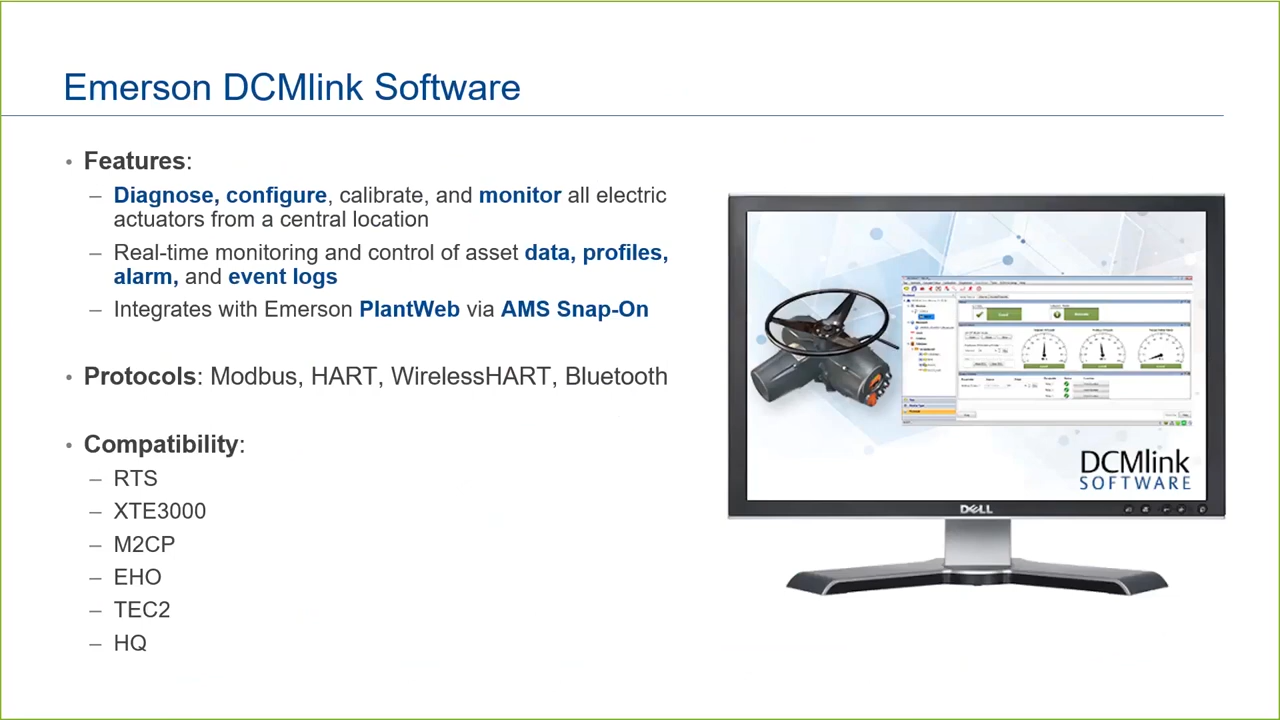 Emerson DCMlink Software
• Features:
– Diagnose, configure, calibrate, and monitor all electric
actuators from a central location
– Real-time monitoring and control of asset data, profiles,
alarm, and event logs
– Integrates with Emerson PlantWeb via AMS Snap-On
• Protocols: Modbus, HART, WirelessHART, Bluetooth
• Compatibility:
– RTS
– XTE3000
– M2CP
– EHO
– TEC2
– HQ
DCMlink
SOFTWARE
DELL